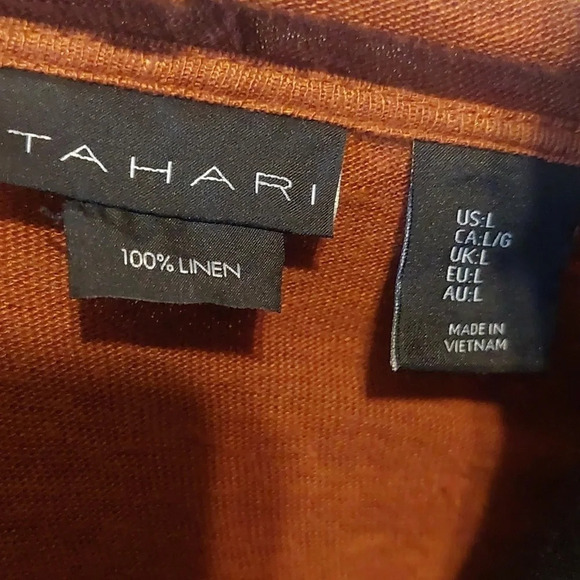 TAHARI
100% LINEN
US:L
CA:L/G
UK:L
EU:L
AU:L
MADE IN
VIETNAM